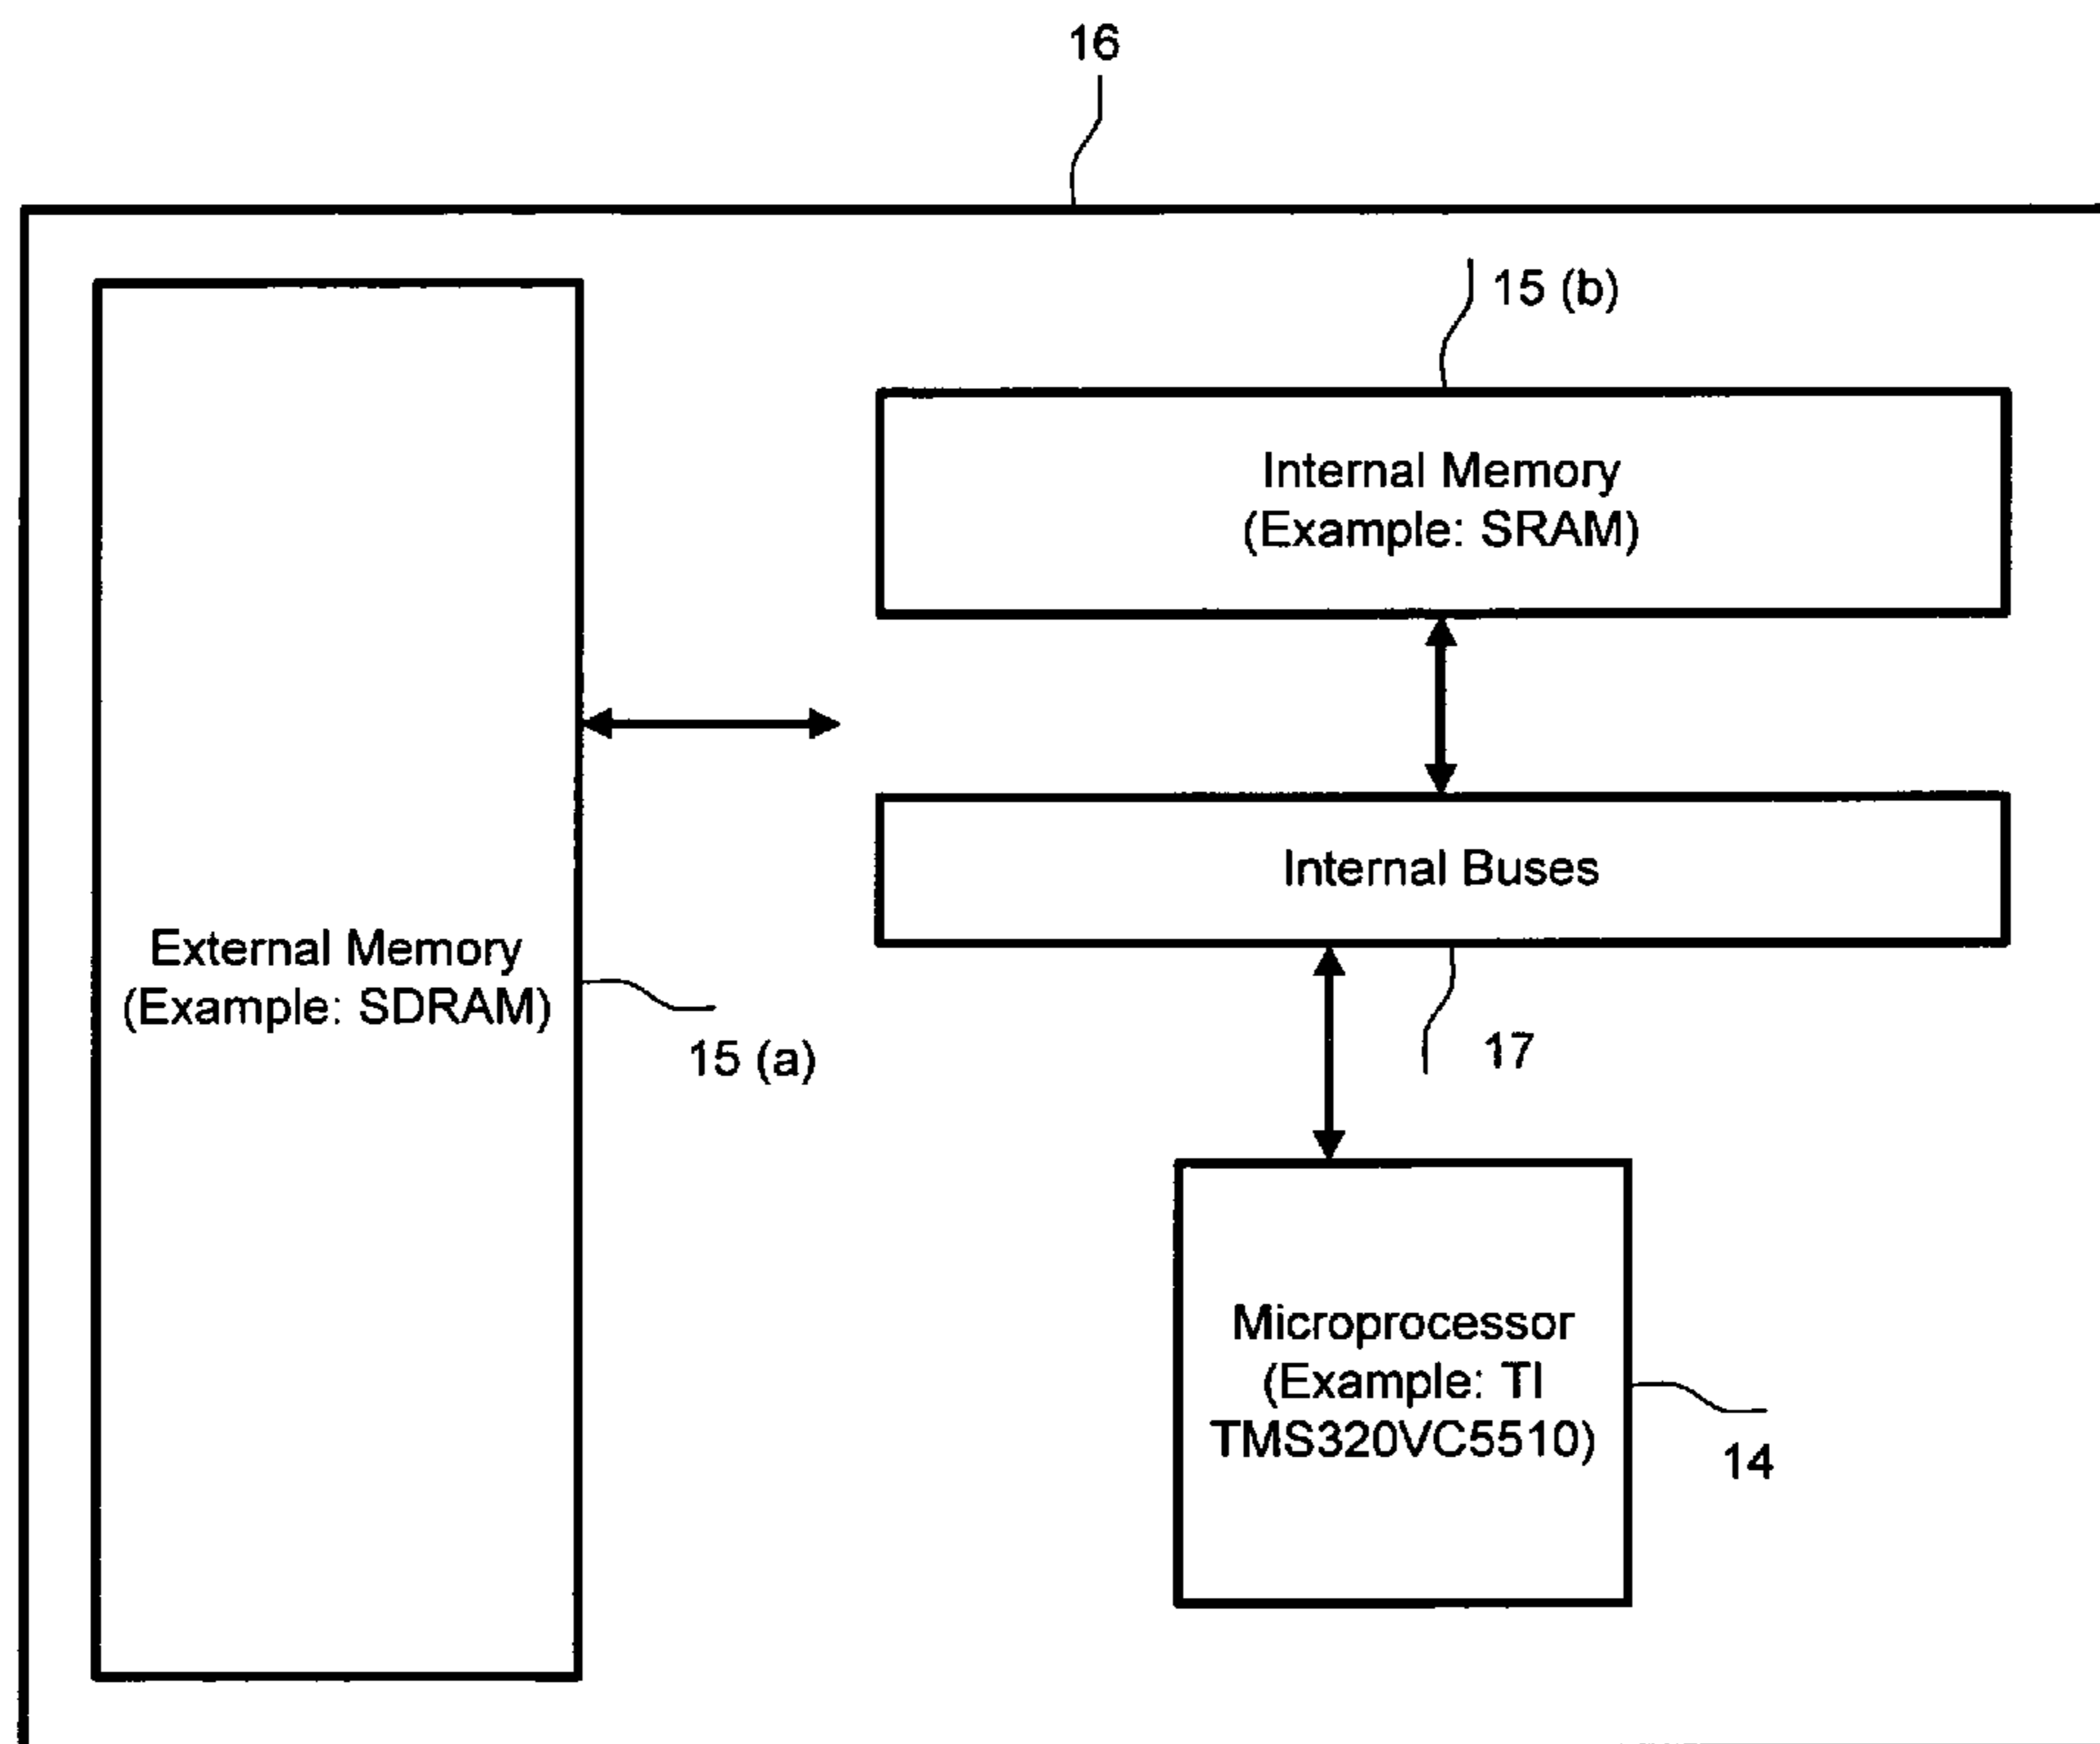 16
15 (b)
Internal Memory
(Example: SRAM)
Internal Buses
External Memory
(Example: SDRAM)
15 (a)
17
Microprocessor
(Example: TI
TMS320VC5510)
14